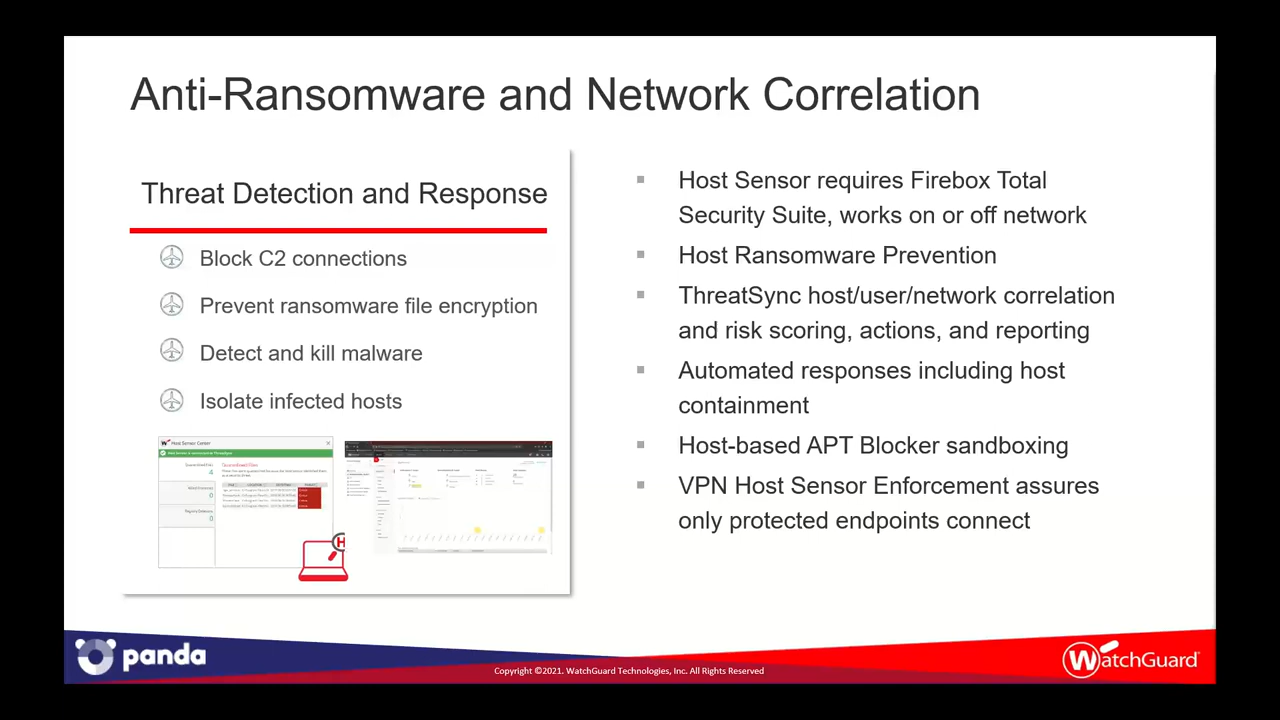 Anti-Ransomware and Network Correlation
Threat Detection and Response
Block C2 connections
Prevent ransomware file encryption
Detect and kill malware
Isolate infected hosts
Host Sensor Center
H
Host Sensor requires Firebox Total
Security Suite, works on or off network
Host Ransomware Prevention
ThreatSync host/user/network correlation
and risk scoring, actions, and reporting
Automated responses including host
containment
Host-based APT Blocker sandboxing
VPN Host Sensor Enforcement assures
only protected endpoints connect
panda
Copyright ©2021. WatchGuard Technologies, Inc. All Rights Reserved
WatchGuard